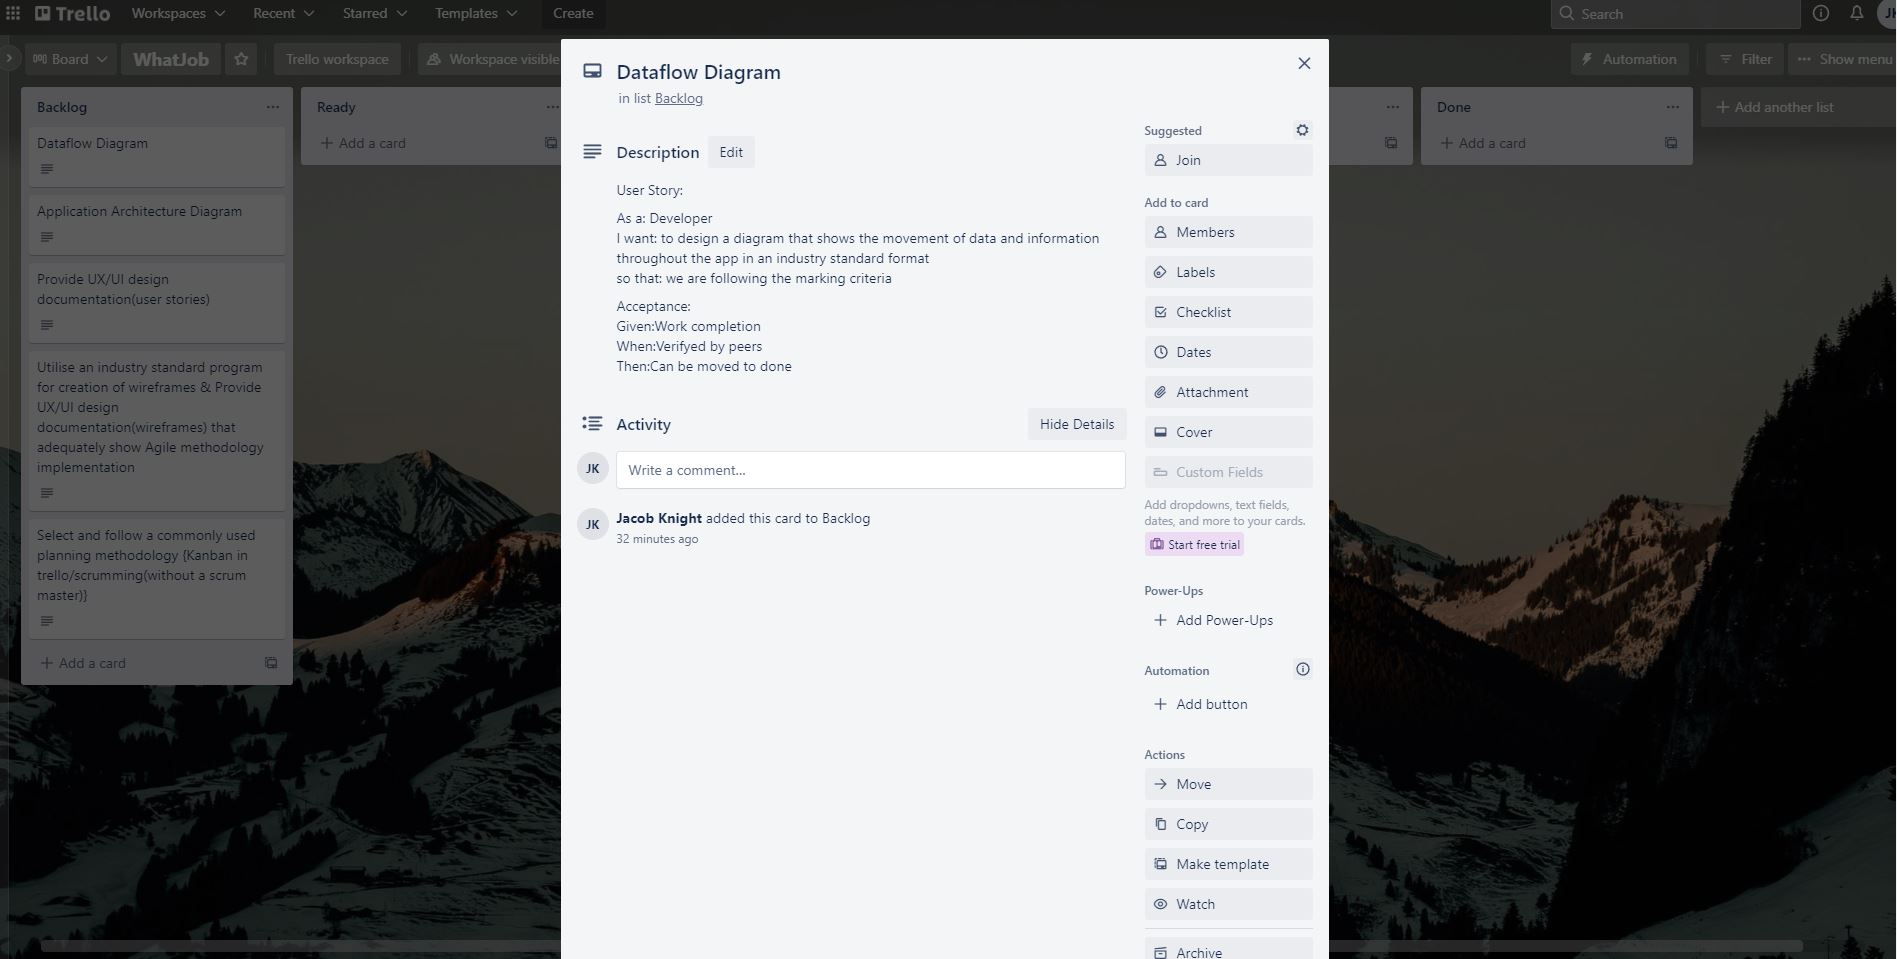 Trello
Workspaces
Recent
Starred
Templates
Create
Search
Board
WhatJob
Trello workspace
Workspace visible
Automation
Filter
Show menu
Backlog
Dataflow Diagram
Application Architecture Diagram
Provide UX/UI design
documentation(user stories)
Utilise an industry standard program
for creation of wireframes & Provide
UX/UI design
documentation(wireframes) that
adequately show Agile methodology
implementation
Select and follow a commonly used
planning methodology {Kanban in
trello/scrumming(without a scrum
master)}
+ Add a card
Ready
+ Add a card
Dataflow Diagram
in list Backlog
Description
Edit
User Story:
As a: Developer
I want: to design a diagram that shows the movement of data and information
throughout the app in an industry standard format
so that: we are following the marking criteria
Acceptance:
Given:Work completion
When:Verifyed by peers
Then:Can be moved to done
Activity
Hide Details
JK
Write a comment...
JK
Jacob Knight added this card to Backlog
32 minutes ago
Suggested
Join
Add to card
Members
Labels
Checklist
Dates
Attachment
Cover
Custom Fields
Add dropdowns, text fields,
dates, and more to your cards.
Start free trial
Power-Ups
+ Add Power-Ups
Automation
+ Add button
Actions
Move
Copy
Make template
Watch
Archive
Done
+ Add a card
+ Add another list